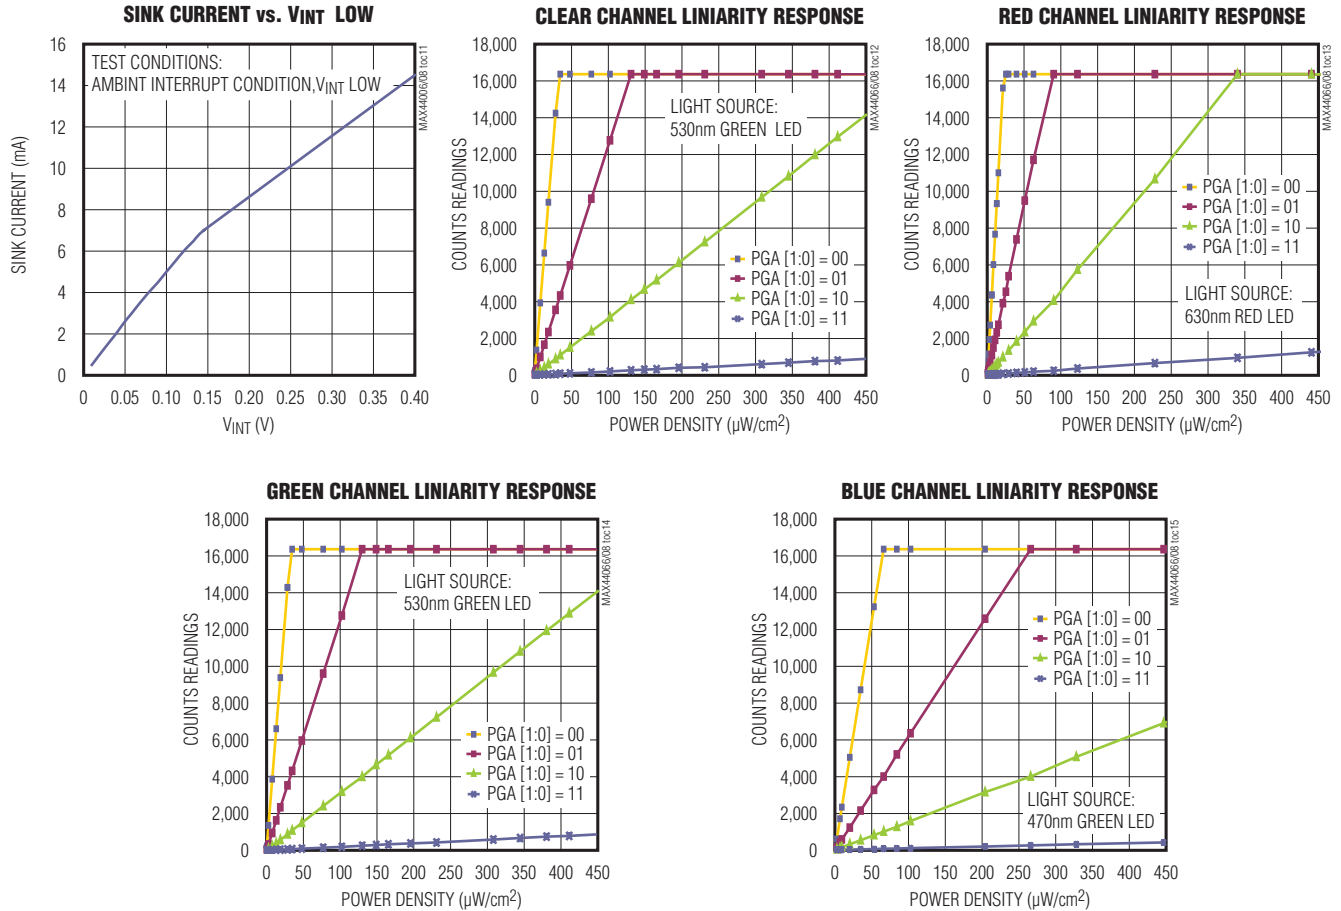 SINK CURRENT vs. VINT LOW
16
14
12
10
8
6
4
2
0
SINK CURRENT (mA)
TEST CONDITIONS:
AMBINT INTERRUPT CONDITION,VINT LOW
MAX44006/08 toc11
0 0.05 0.10 0.15 0.20 0.25 0.30 0.35 0.40
VINT (V)
CLEAR CHANNEL LINIARITY RESPONSE
18,000
16,000
14,000
12,000
10,000
8,000
6,000
4,000
2,000
0
COUNTS READINGS
LIGHT SOURCE:
530nm GREEN LED
PGA [1:0] = 00
PGA [1:0] = 01
PGA [1:0] = 10
PGA [1:0] = 11
MAX44066/08 toc12
0 50 100 150 200 250 300 350 400 450
POWER DENSITY (µW/cm2)
RED CHANNEL LINIARITY RESPONSE
18,000
16,000
14,000
12,000
10,000
8,000
6,000
4,000
2,000
0
COUNTS READINGS
PGA [1:0] = 00
PGA [1:0] = 01
PGA [1:0] = 10
PGA [1:0] = 11
LIGHT SOURCE:
630nm RED LED
MAX44066/08 toc13
0 50 100 150 200 250 300 350 400 450
POWER DENSITY (µW/cm2)
GREEN CHANNEL LINIARITY RESPONSE
18,000
16,000
14,000
12,000
10,000
8,000
6,000
4,000
2,000
0
COUNTS READINGS
LIGHT SOURCE:
530nm GREEN LED
PGA [1:0] = 00
PGA [1:0] = 01
PGA [1:0] = 10
PGA [1:0] = 11
MAX44066/08 toc14
0 50 100 150 200 250 300 350 400 450
POWER DENSITY (µW/cm2)
BLUE CHANNEL LINIARITY RESPONSE
18,000
16,000
14,000
12,000
10,000
8,000
6,000
4,000
2,000
0
COUNTS READINGS
PGA [1:0] = 00
PGA [1:0] = 01
PGA [1:0] = 10
PGA [1:0] = 11
LIGHT SOURCE:
470nm GREEN LED
MAX44066/08 toc15
0 50 100 150 200 250 300 350 400 450
POWER DENSITY (µW/cm2)